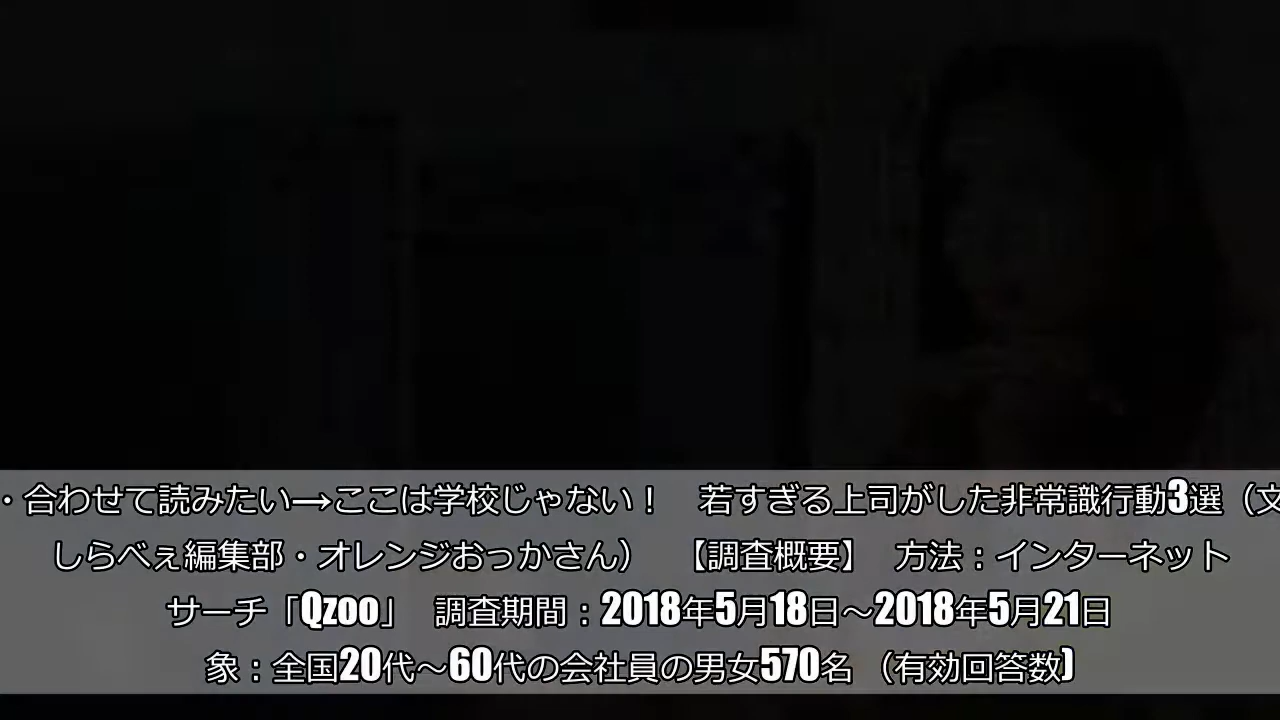 ・合わせて読みたい→ここは学校じゃない！　若すぎる上司がした非常識行動3選（文
しらべぇ編集部・オレンジおっかさん）　【調査概要】　方法：インターネット
サーチ「Qzoo」　調査期間：2018年5月18日～2018年5月21日
象：全国20代～60代の会社員の男女570名 （有効回答数)